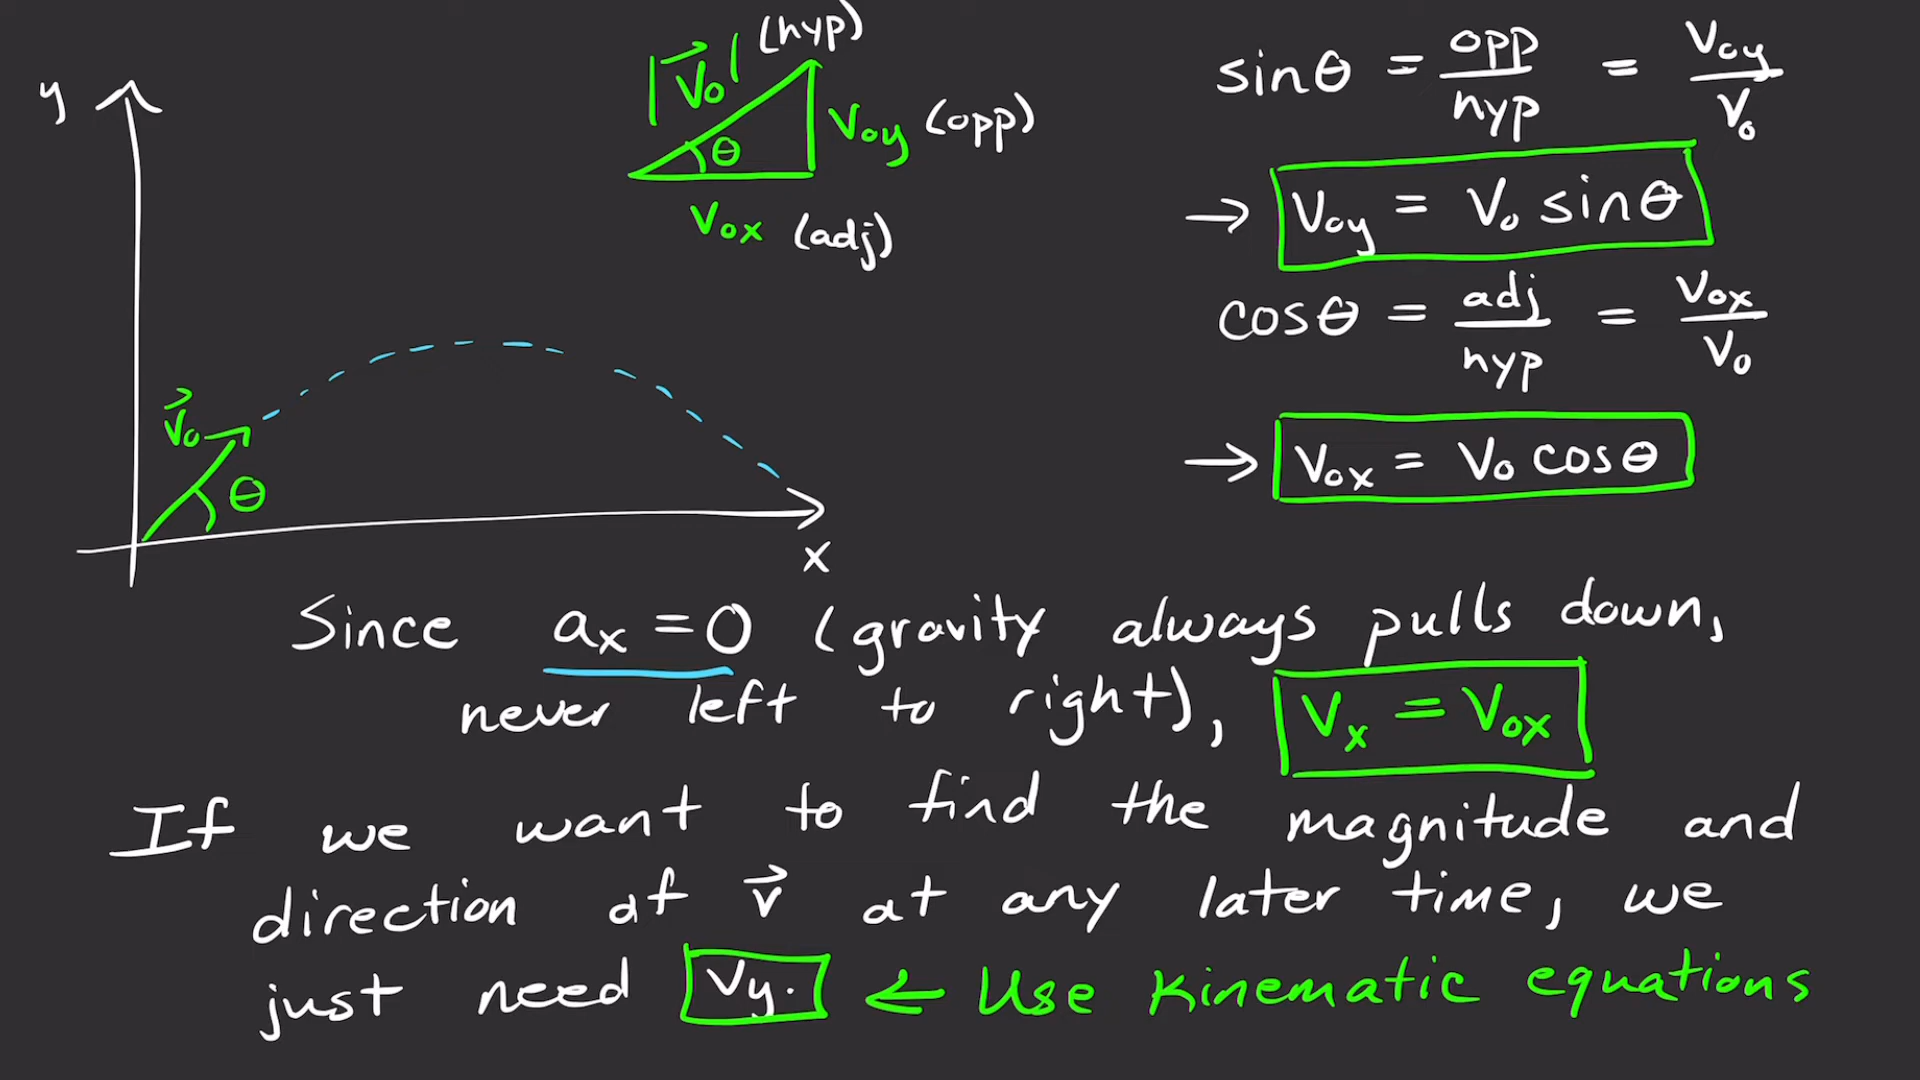 y
|v⃗₀| (hyp)
θ
V₀y (opp)
V₀x (adj)
sinθ = opp/hyp = V₀y/V₀
→ V₀y = V₀ sinθ
cosθ = adj/hyp = V₀x/V₀
→ V₀x = V₀ cosθ
v⃗₀
θ
x
Since aₓ = 0 (gravity always pulls down,
never left to right), Vₓ = V₀x
If we want to find the magnitude and
direction of v⃗ at any later time, we
just need Vy. ← Use kinematic equations